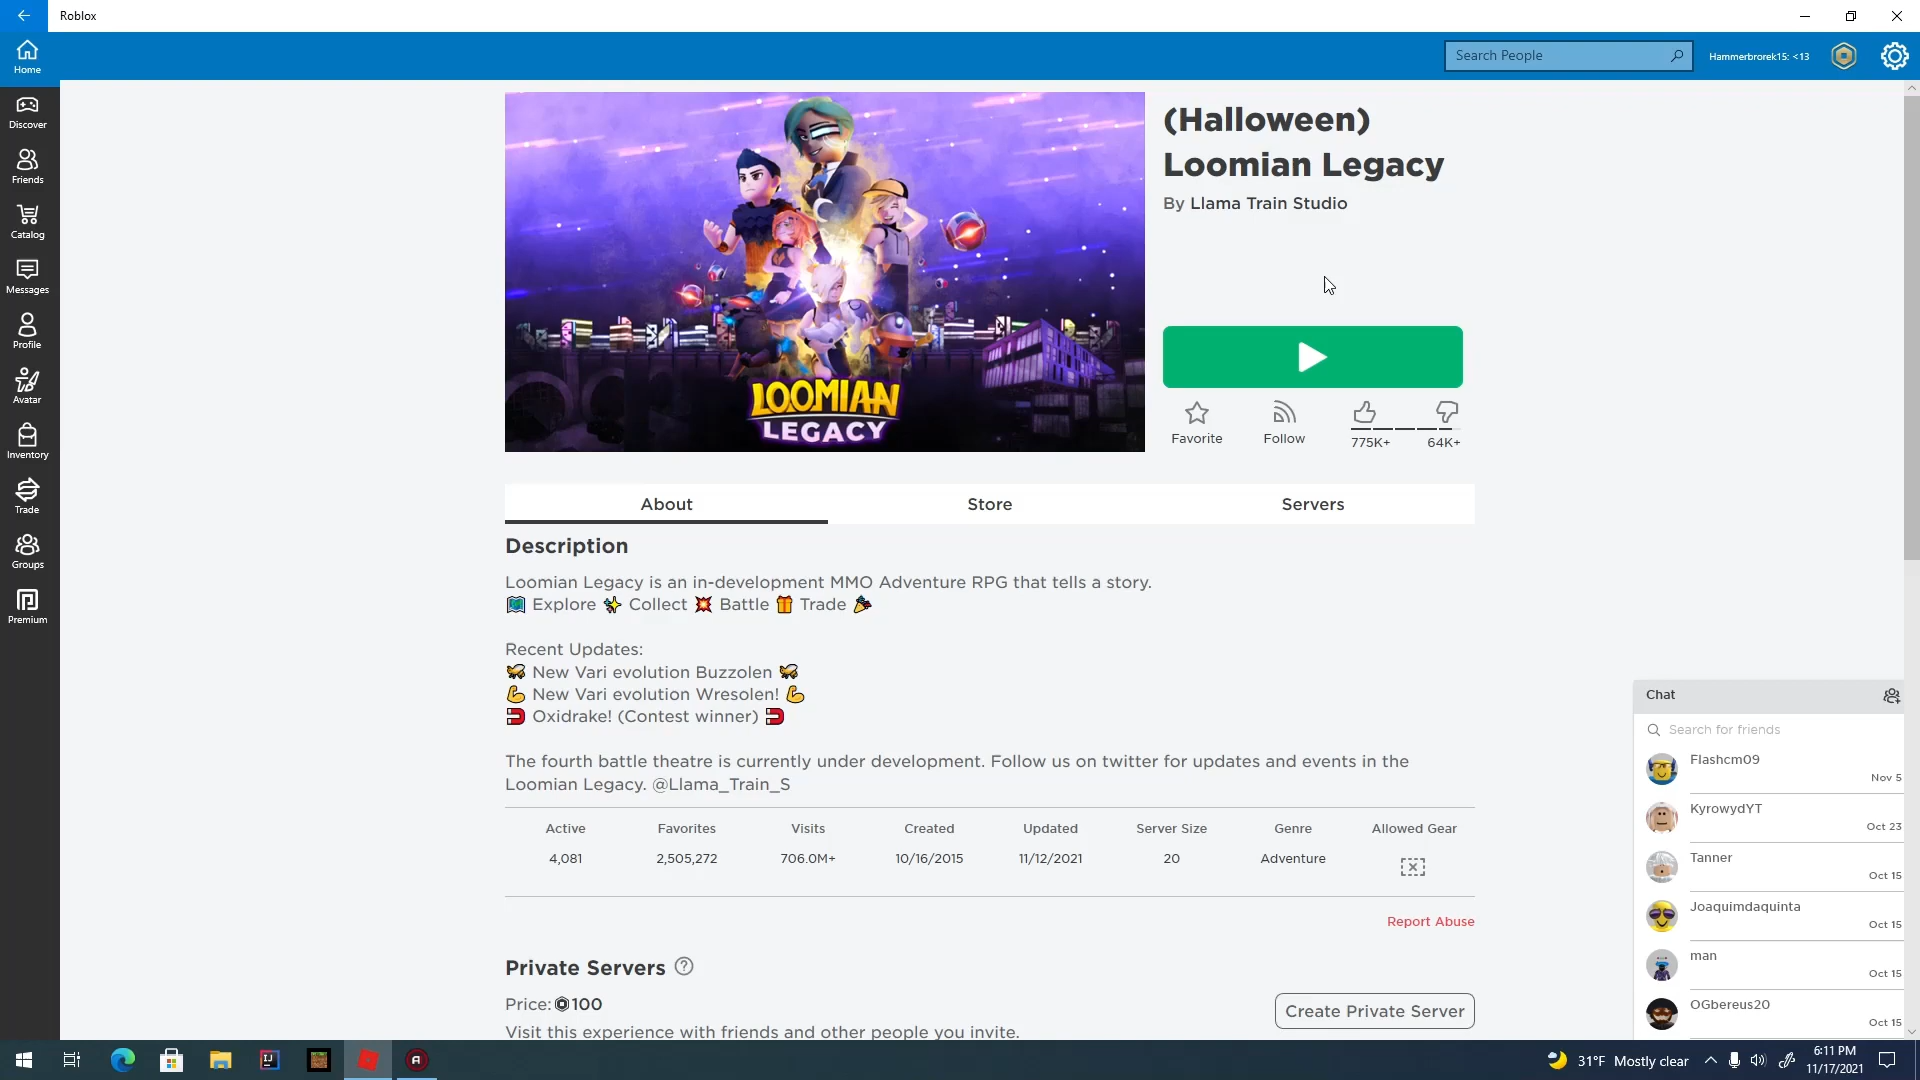 Roblox
Home
Search People
Hammerbrorek15: <13
Discover
Friends
Catalog
Messages
Profile
Avatar
Inventory
Trade
Groups
Premium
LOOMIAN
LEGACY
(Halloween)
Loomian Legacy
By Llama Train Studio
Favorite
Follow
775K+
64K+
About
Store
Servers
Description
Loomian Legacy is an in-development MMO Adventure RPG that tells a story.
🗺️ Explore ✨ Collect 💥 Battle 🎁 Trade 🎉
Recent Updates:
🐝 New Vari evolution Buzzolen 🐝
💪 New Vari evolution Wresolen! 💪
🧲 Oxidrake! (Contest winner) 🧲
The fourth battle theatre is currently under development. Follow us on twitter for updates and events in the
Loomian Legacy. @Llama_Train_S
Active Favorites Visits Created Updated Server Size Genre Allowed Gear
4,081 2,505,272 706.0M+ 10/16/2015 11/12/2021 20 Adventure
Report Abuse
Private Servers
Price: 100
Create Private Server
Visit this experience with friends and other people you invite.
Chat
Search for friends
Flashcm09
Nov 5
KyrowydYT
Oct 23
Tanner
Oct 15
Joaquimdaquinta
Oct 15
man
Oct 15
OGbereus20
Oct 15
IJ
A
31°F Mostly clear
6:11 PM
11/17/2021